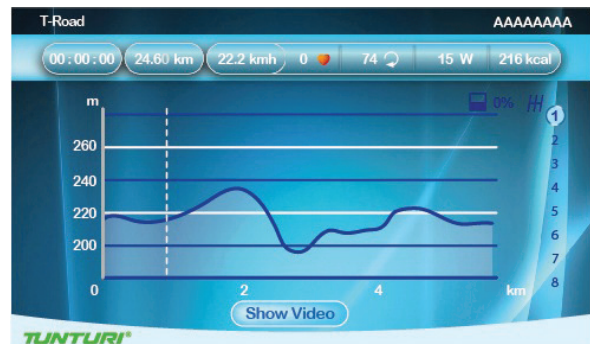 T-Road AAAAAAAA
00:00:00 24.60 km 22.2 kmh 0 74 15 W 216 kcal
m 0% 1
260 2
3
240 4
220 5
200 6
7
0 2 4 km 8
Show Video
TUNTURI®